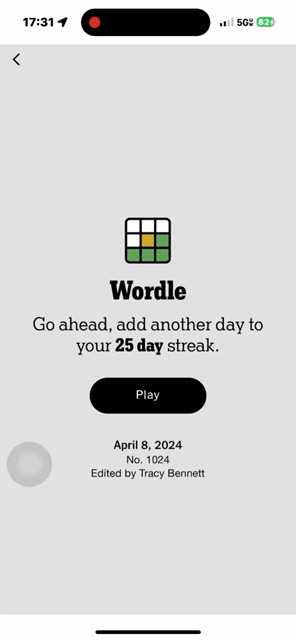 17:31
5G 82
Wordle
Go ahead, add another day to
your 25 day streak.
Play
April 8, 2024
No. 1024
Edited by Tracy Bennett